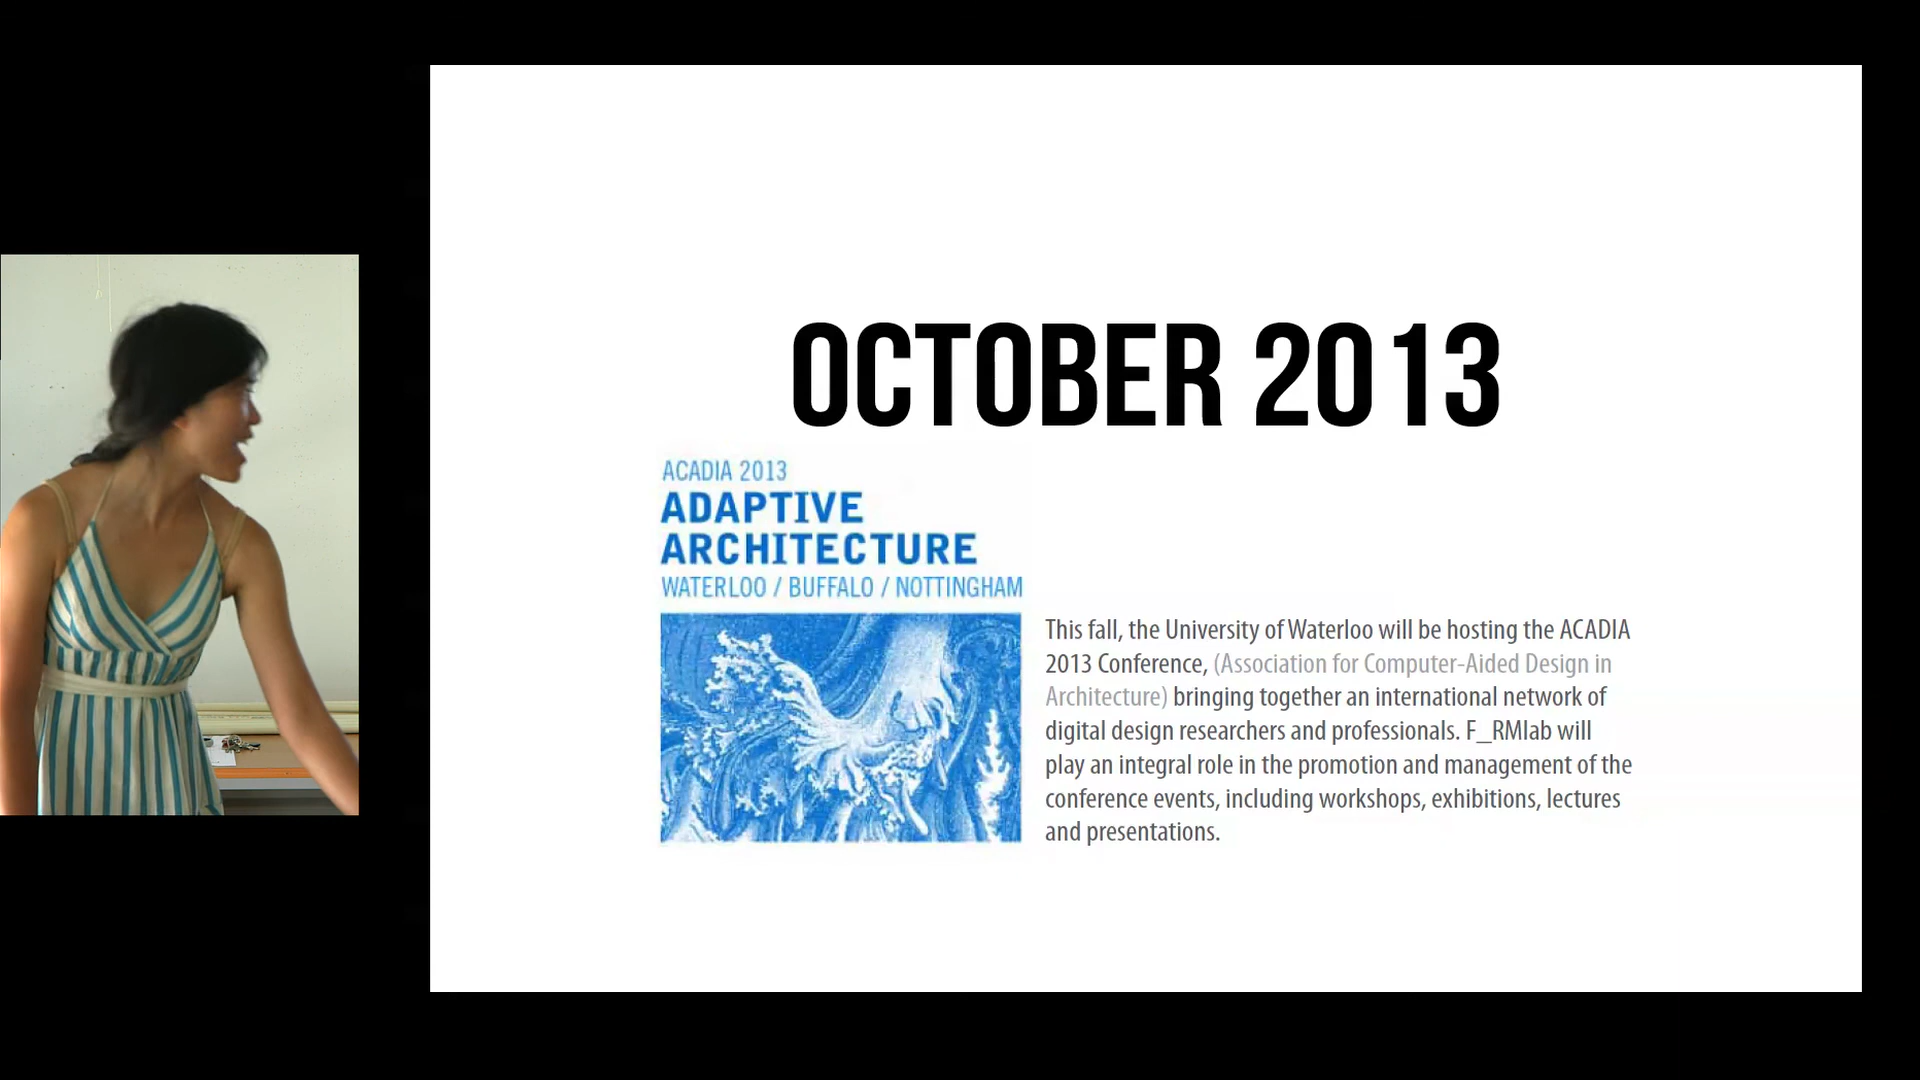 OCTOBER 2013
ACADIA 2013
ADAPTIVE
ARCHITECTURE
WATERLOO / BUFFALO / NOTTINGHAM
This fall, the University of Waterloo will be hosting the ACADIA
2013 Conference, (Association for Computer-Aided Design in
Architecture) bringing together an international network of
digital design researchers and professionals. F_RMlab will
play an integral role in the promotion and management of the
conference events, including workshops, exhibitions, lectures
and presentations.